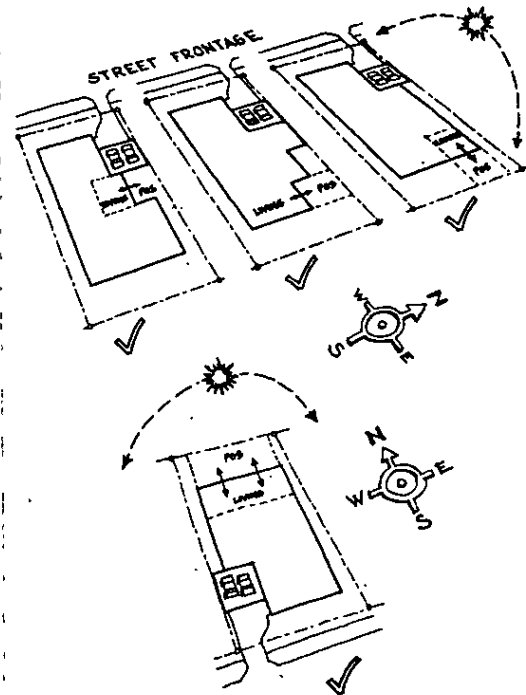 STREET FRONTAGE
LIVING POS
LIVING POS
LIVING
POS
W N
S E
POS
LIVING
N
W E
S